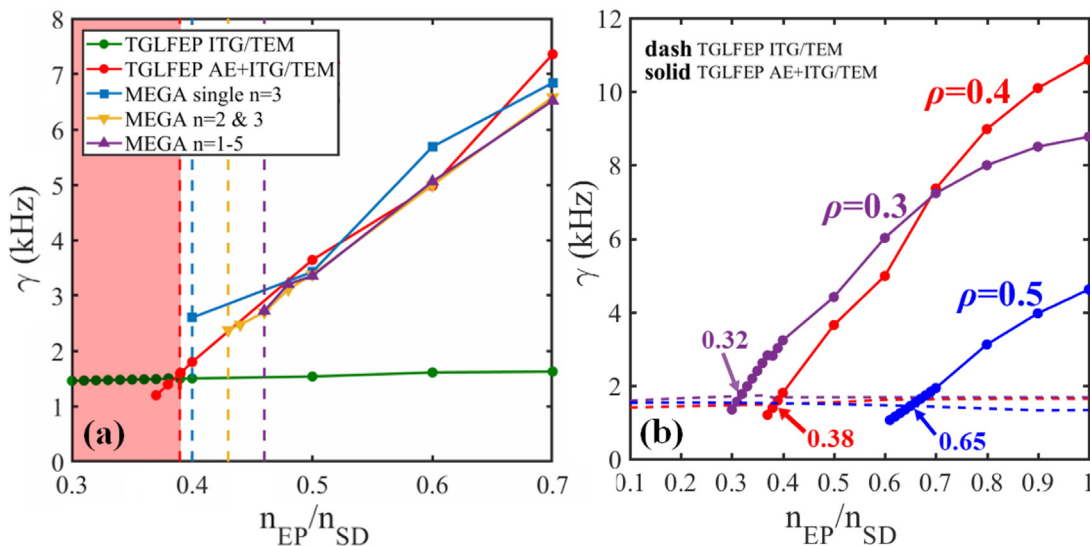 8
7
6
5
4
3
2
1
0
γ (kHz)
TGLFEP ITG/TEM
TGLFEP AE+ITG/TEM
MEGA single n=3
MEGA n=2 & 3
MEGA n=1-5
(a)
0.3 0.4 0.5 0.6 0.7
n_EP/n_SD
12
10
8
6
4
2
0
γ (kHz)
dash TGLFEP ITG/TEM
solid TGLFEP AE+ITG/TEM
ρ=0.4
ρ=0.3
ρ=0.5
0.32
0.38
0.65
(b)
0.1 0.2 0.3 0.4 0.5 0.6 0.7 0.8 0.9 1
n_EP/n_SD